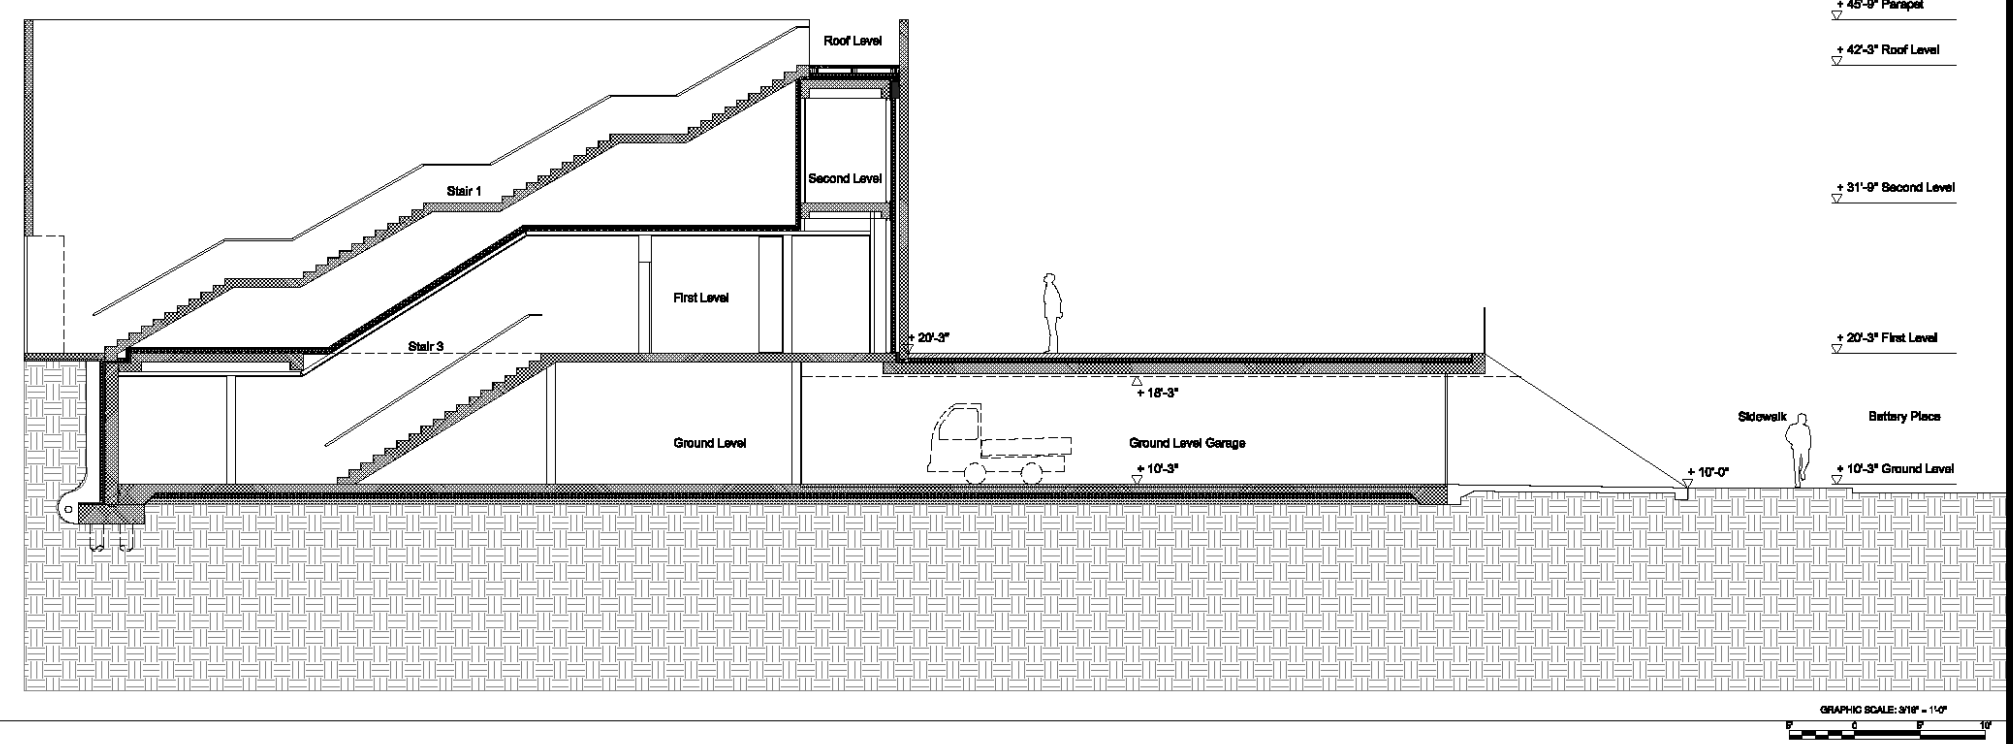 + 45'-9" Parapet
Roof Level
+ 42'-3" Roof Level
Second Level
Stair 1
+ 31'-9" Second Level
First Level
+ 20'-3"
+ 20'-3" First Level
Stair 3
+ 18'-3"
Sidewalk
Battery Place
Ground Level
Ground Level Garage
+ 10'-3"
+ 10'-0"
+ 10'-3" Ground Level
GRAPHIC SCALE: 3/16" = 1'-0"
5' 0 5' 10'